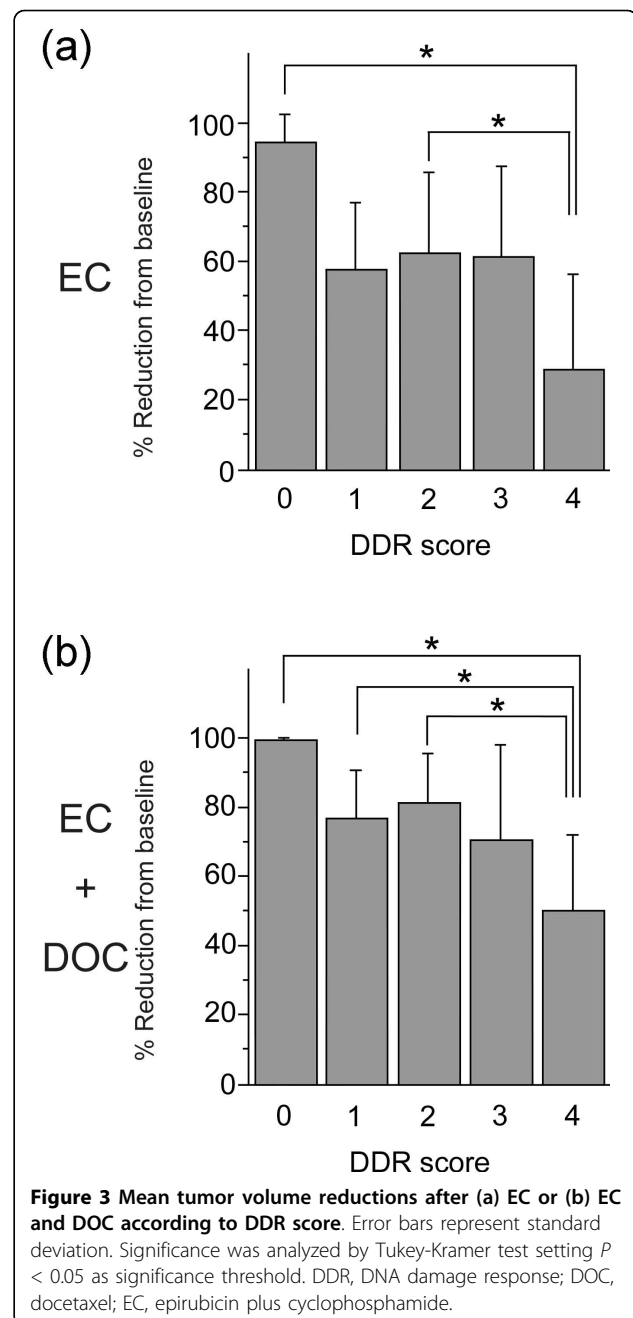 (a)
*
*
EC
% Reduction from baseline
100
80
60
40
20
0
0 1 2 3 4
DDR score
(b)
*
*
*
EC
+
DOC
% Reduction from baseline
100
80
60
40
20
0
0 1 2 3 4
DDR score
Figure 3 Mean tumor volume reductions after (a) EC or (b) EC
and DOC according to DDR score. Error bars represent standard
deviation. Significance was analyzed by Tukey-Kramer test setting P
< 0.05 as significance threshold. DDR, DNA damage response; DOC,
docetaxel; EC, epirubicin plus cyclophosphamide.